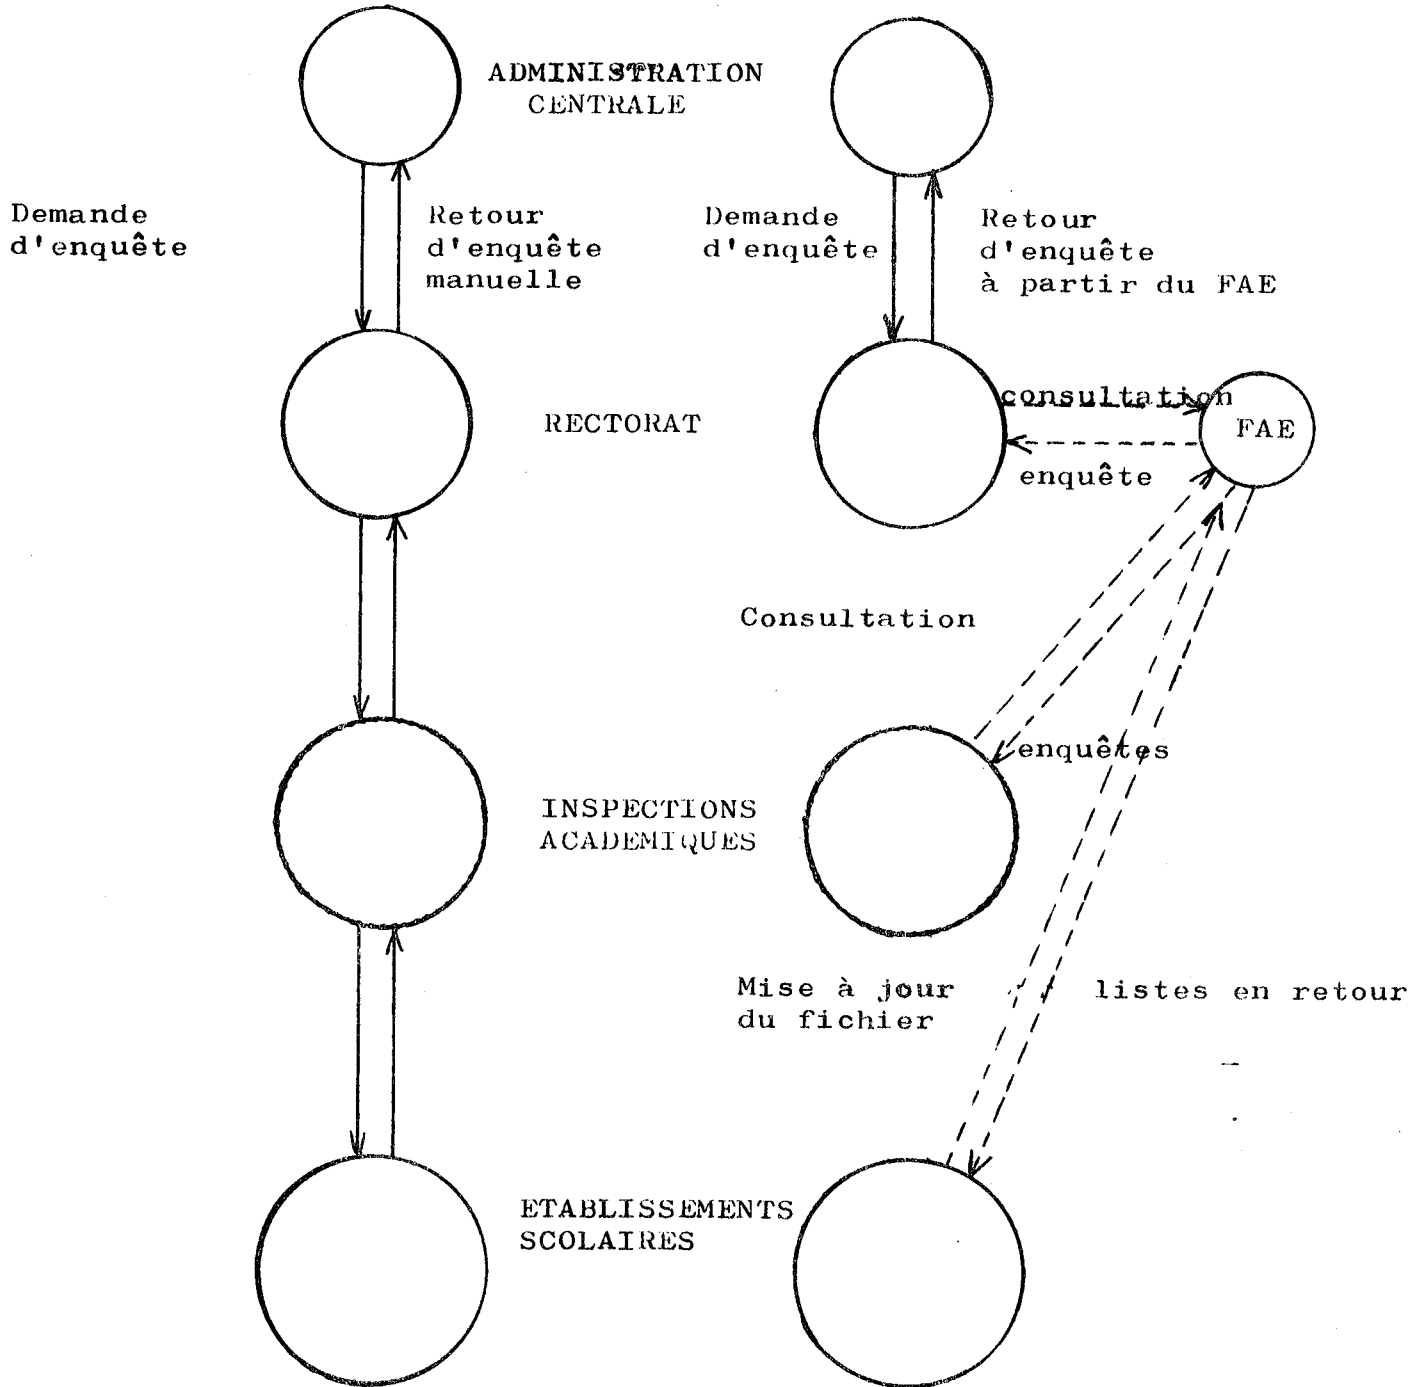 ADMINISTRATION
CENTRALE
Demande
d'enquête
Retour
d'enquête
manuelle
Demande
d'enquête
Retour
d'enquête
à partir du FAE
RECTORAT
consultation
FAE
enquête
Consultation
enquêtes
INSPECTIONS
ACADEMIQUES
Mise à jour
du fichier
listes en retour
ETABLISSEMENTS
SCOLAIRES